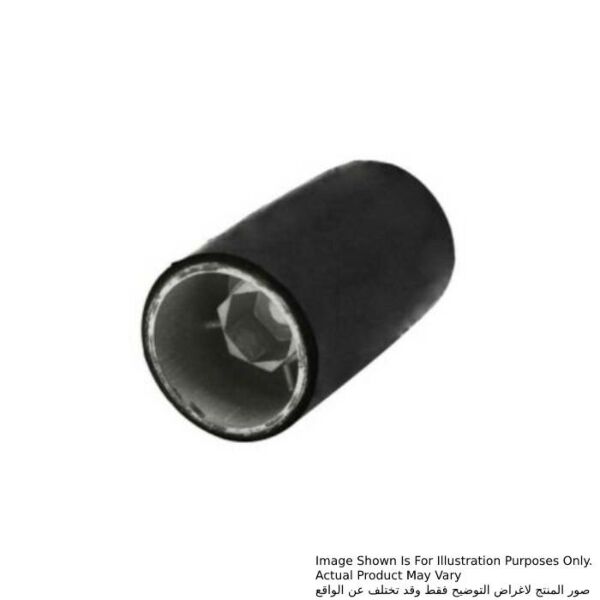 Image Shown Is For Illustration Purposes Only.
Actual Product May Vary
صور المنتج لاغراض التوضيح فقط وقد تختلف عن الواقع